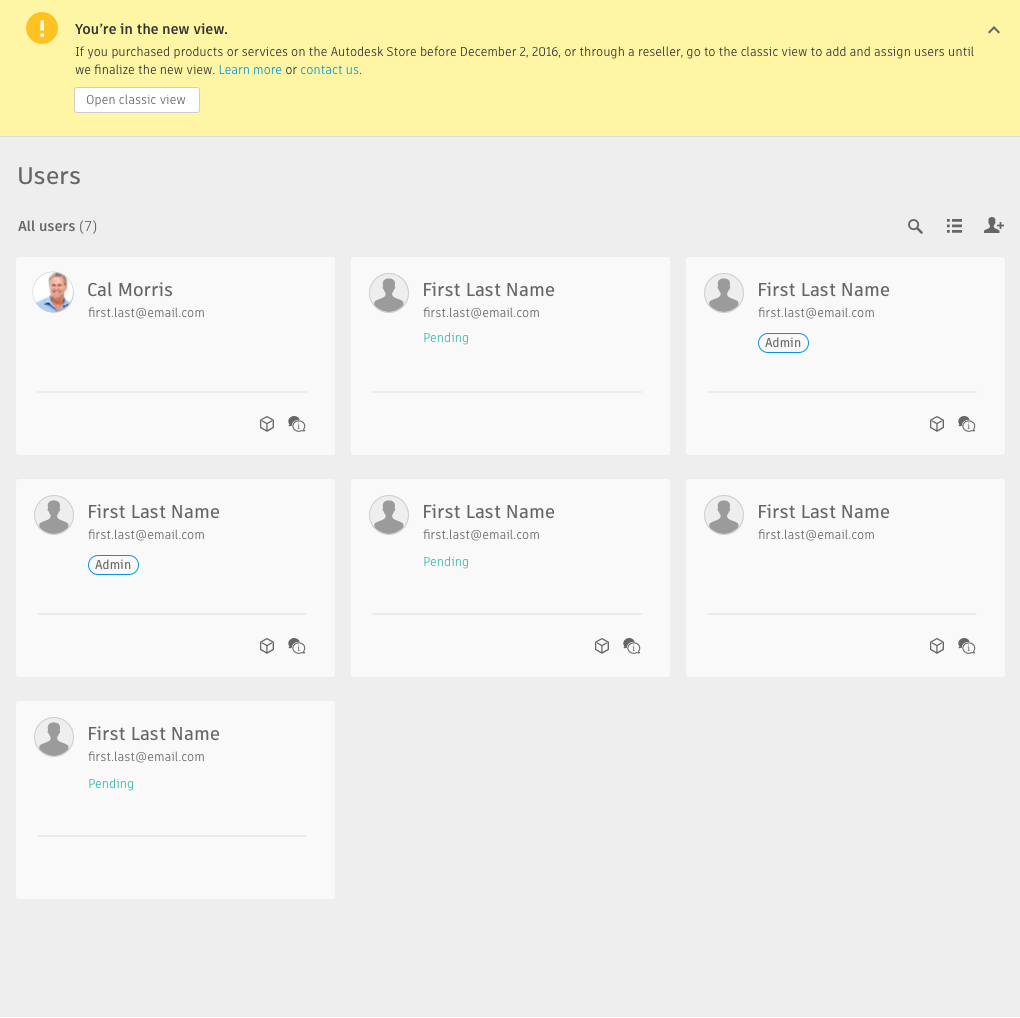 You're in the new view.
If you purchased products or services on the Autodesk Store before December 2, 2016, or through a reseller, go to the classic view to add and assign users until
we finalize the new view. Learn more or contact us.
Open classic view
Users
All users (7)
Cal Morris
first.last@email.com
First Last Name
first.last@email.com
Pending
First Last Name
first.last@email.com
Admin
First Last Name
first.last@email.com
Admin
First Last Name
first.last@email.com
Pending
First Last Name
first.last@email.com
First Last Name
first.last@email.com
Pending